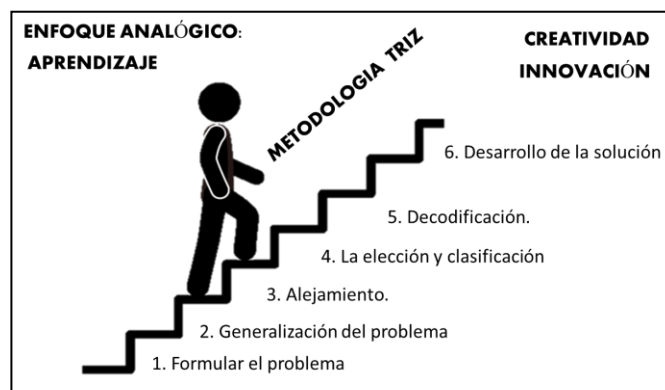 ENFOQUE ANALÓGICO:
APRENDIZAJE
METODOLOGIA TRIZ
CREATIVIDAD
INNOVACIÓN
6. Desarrollo de la solución
5. Decodificación.
4. La elección y clasificación
3. Alejamiento.
2. Generalización del problema
1. Formular el problema